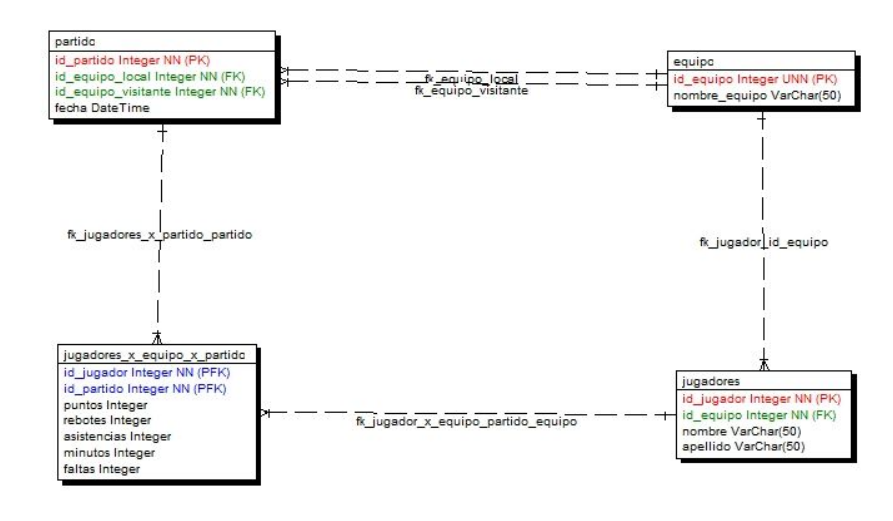 partido
id_partido Integer NN (PK)
id_equipo_local Integer NN (FK)
id_equipo_visitante Integer NN (FK)
fecha DateTime
fk_equipo_local
fk_equipo_visitante
equipo
id_equipo Integer UNN (PK)
nombre_equipo VarChar(50)
fk_jugadores_x_partido_partido
fk_jugador_id_equipo
jugadores_x_equipo_x_partido
id_jugador Integer NN (PFK)
id_partido Integer NN (PFK)
puntos Integer
rebotes Integer
asistencias Integer
minutos Integer
faltas Integer
fk_jugador_x_equipo_partido_equipo
jugadores
id_jugador Integer NN (PK)
id_equipo Integer NN (FK)
nombre VarChar(50)
apellido VarChar(50)